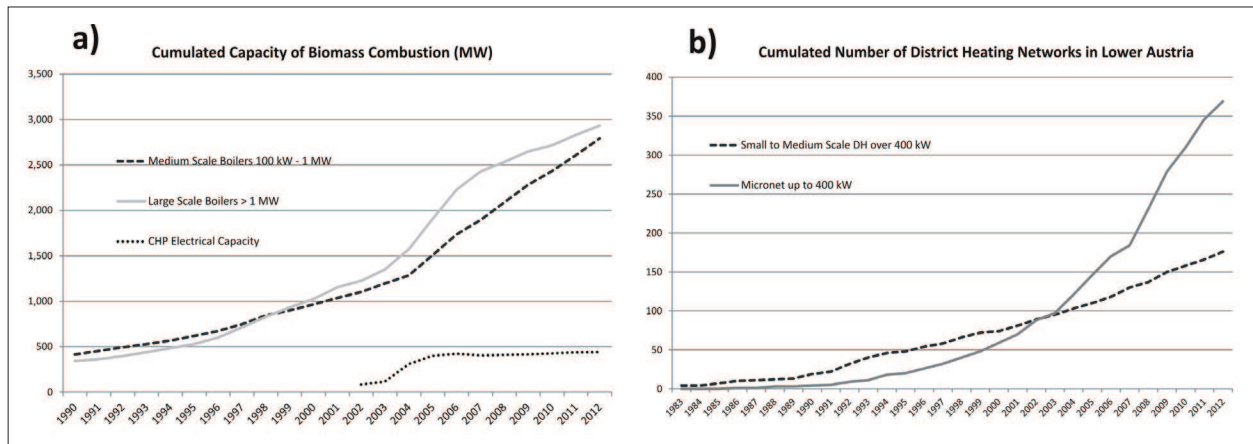 a)
Cumulated Capacity of Biomass Combustion (MW)
3,500
3,000
2,500
2,000
1,500
1,000
500
0
Medium Scale Boilers 100 kW - 1 MW
Large Scale Boilers > 1 MW
CHP Electrical Capacity
1990 1991 1992 1993 1994 1995 1996 1997 1998 1999 2000 2001 2002 2003 2004 2005 2006 2007 2008 2009 2010 2011 2012
b)
Cumulated Number of District Heating Networks in Lower Austria
400
350
300
250
200
150
100
50
0
Small to Medium Scale DH over 400 kW
Micronet up to 400 kW
1983 1984 1985 1986 1987 1988 1989 1990 1991 1992 1993 1994 1995 1996 1997 1998 1999 2000 2001 2002 2003 2004 2005 2006 2007 2008 2009 2010 2011 2012